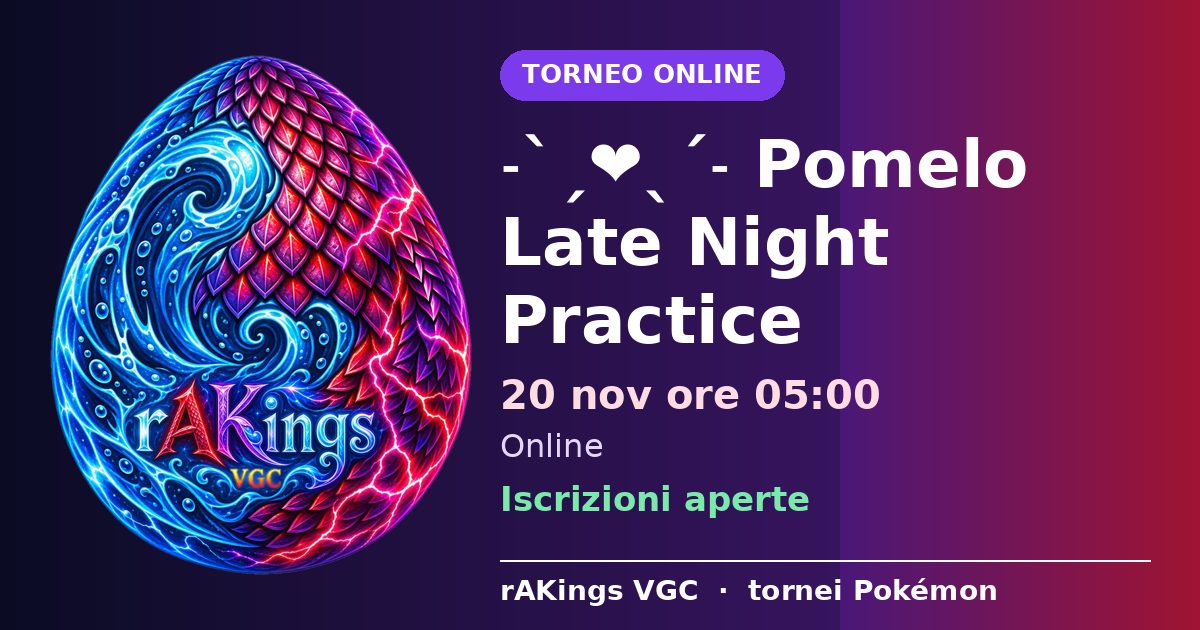 rAKings
VGC
TORNEO ONLINE
-ˋˏ❤ˎˊ- Pomelo
Late Night
Practice
20 nov ore 05:00
Online
Iscrizioni aperte
rAKings VGC · tornei Pokémon